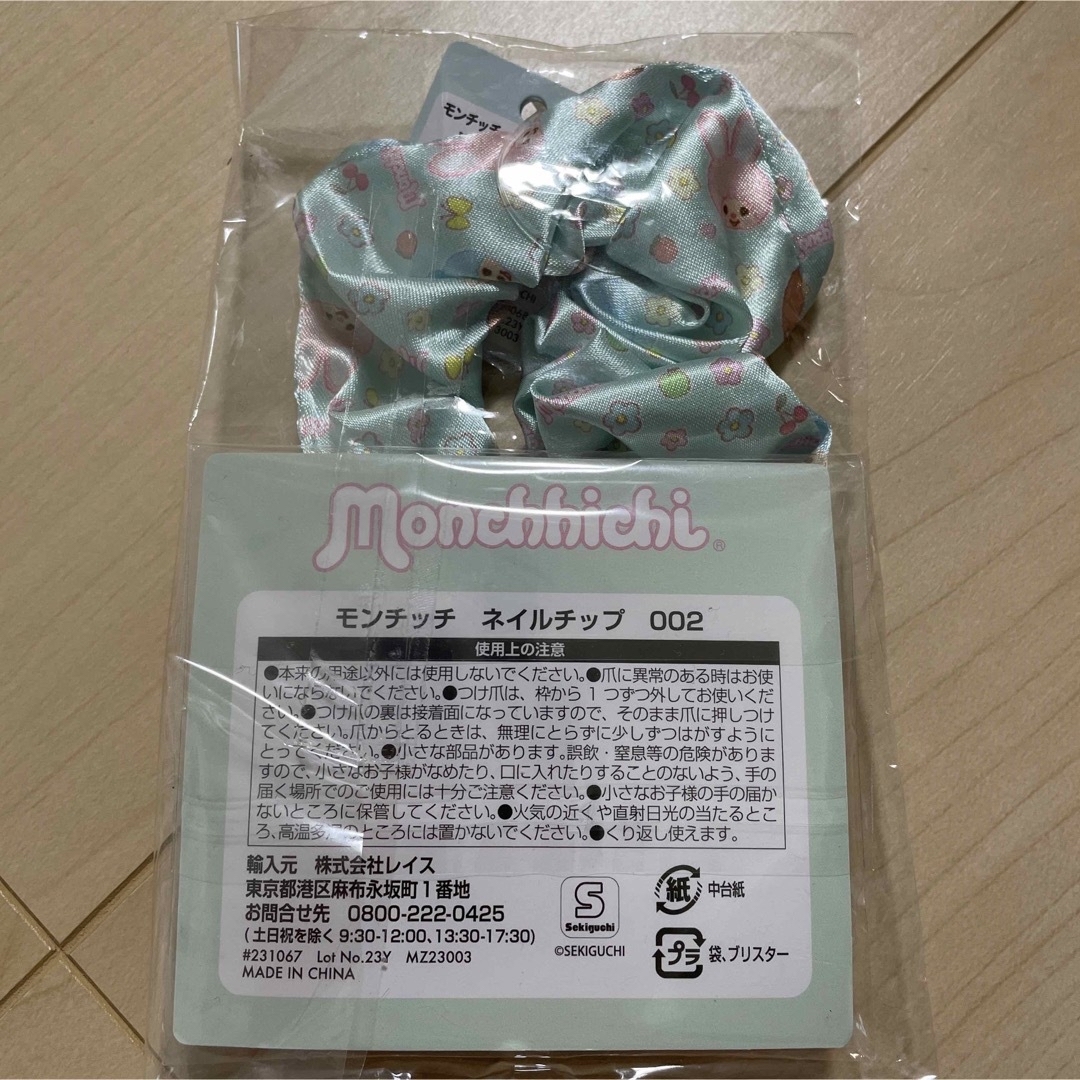 モンチッチ
Monchhichi®
モンチッチ ネイルチップ 002
使用上の注意
●本来の用途以外には使用しないでください。●爪に異常のある時はお使
いにならないでください。●つけ爪は、枠から1つずつ外してお使いくだ
さい。●つけ爪の裏は接着面になっていますので、そのまま爪に押しつけ
てください。爪からとるときは、無理にとらずに少しずつはがすように
とってください。●小さな部品があります。誤飲・窒息等の危険がありま
すので、小さなお子様がなめたり、口に入れたりすることのないよう、手の
届く場所でのご使用には十分ご注意ください。●小さなお子様の手の届か
ないところに保管してください。●火気の近くや直射日光の当たるとこ
ろ、高温多湿のところには置かないでください。●くり返し使えます。
輸入元 株式会社レイス
東京都港区麻布永坂町1番地
お問合せ先 0800-222-0425
(土日祝を除く 9:30-12:00、13:30-17:30)
#231067 Lot No.23Y MZ23003
MADE IN CHINA
S
Sekiguchi
©SEKIGUCHI
紙 中台紙
プラ 袋、ブリスター